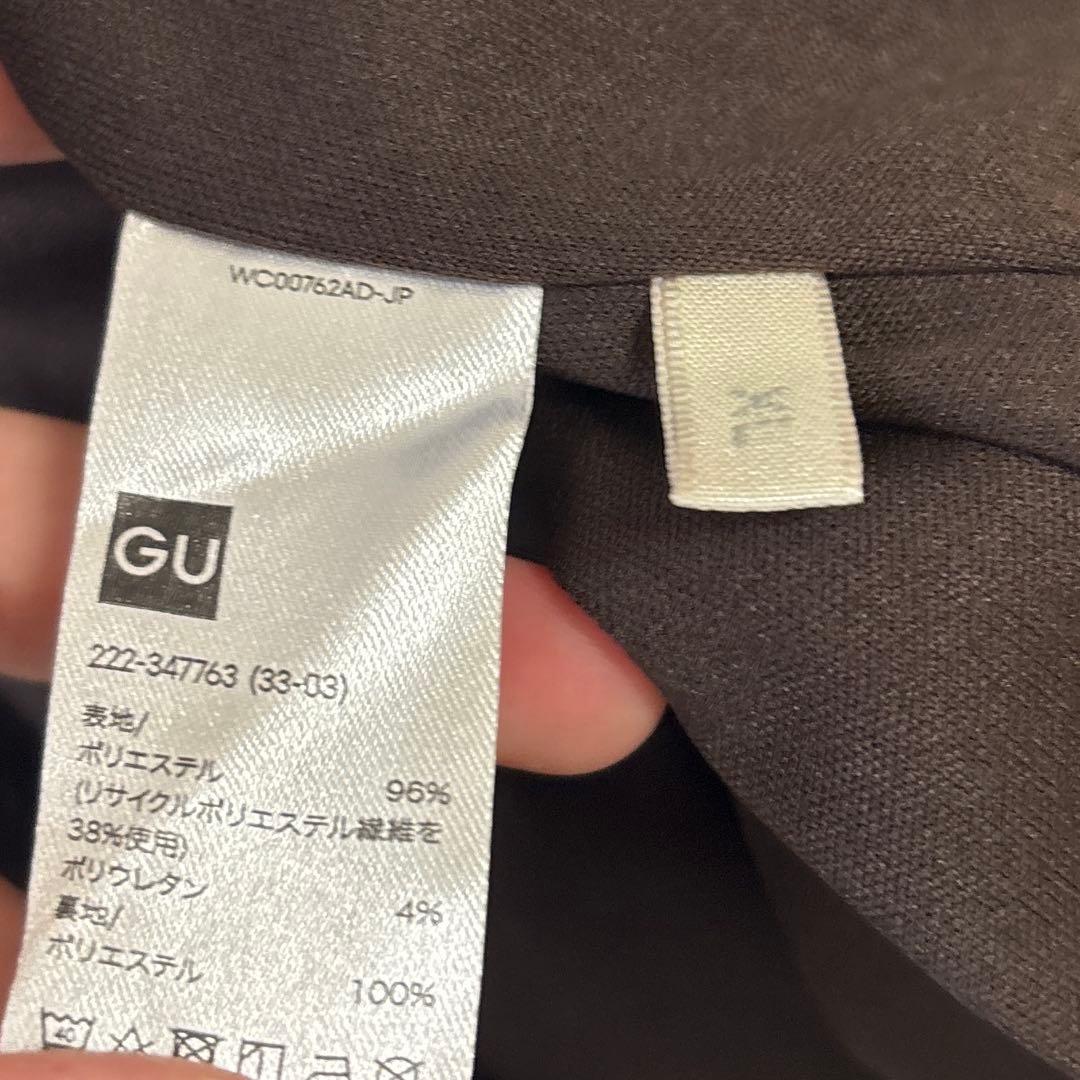 WC00762AD-JP
GU
222-347763 (33-03)
表地/
ポリエステル 96%
(リサイクルポリエステル繊維を
38%使用)
ポリウレタン 4%
裏地/
ポリエステル 100%
40
XL